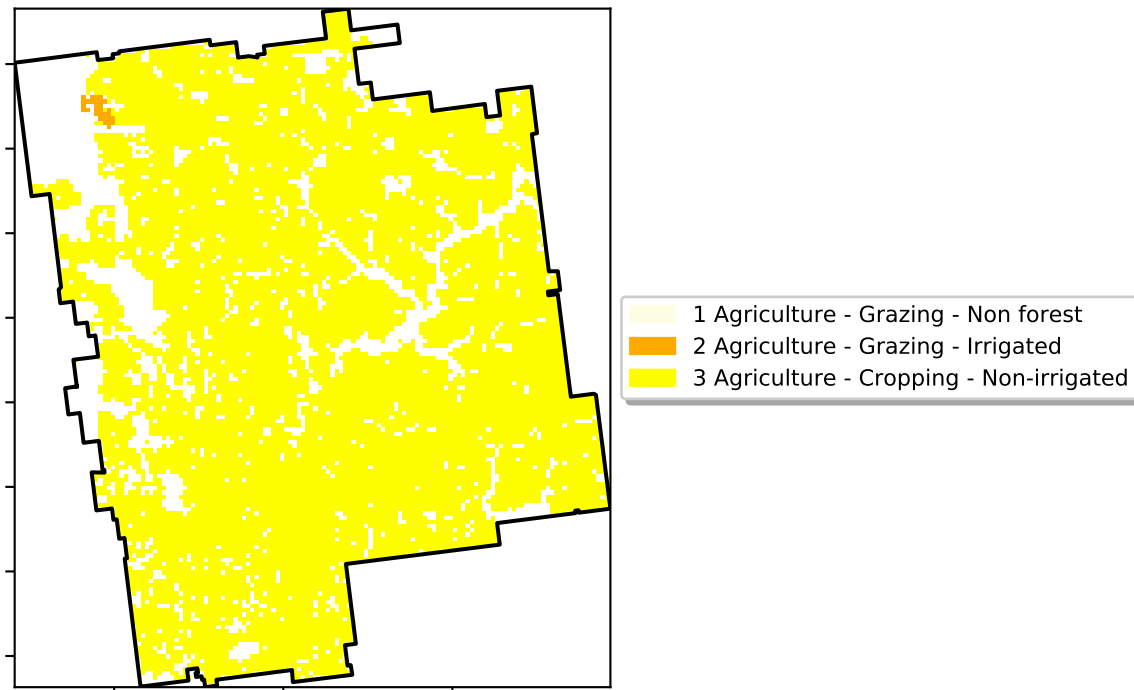 1 Agriculture - Grazing - Non forest
2 Agriculture - Grazing - Irrigated
3 Agriculture - Cropping - Non-irrigated